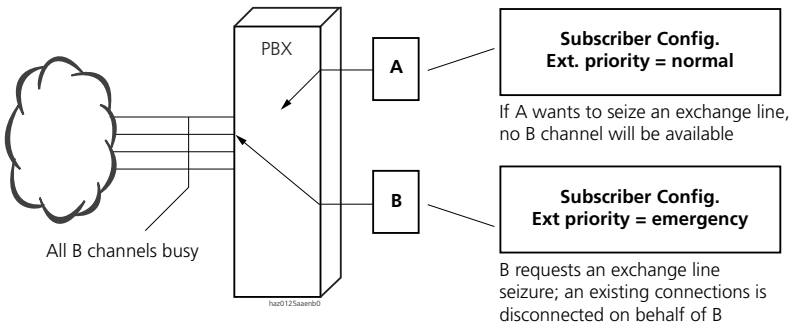 PBX
A
Subscriber Config.
Ext. priority = normal
If A wants to seize an exchange line,
no B channel will be available
B
Subscriber Config.
Ext priority = emergency
B requests an exchange line
seizure; an existing connections is
disconnected on behalf of B
All B channels busy
haz0125aaenb0